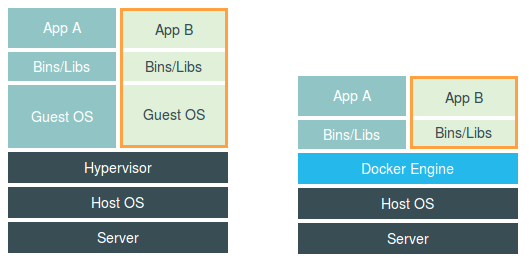 App A
App B
Bins/Libs
Bins/Libs
Guest OS
Guest OS
Hypervisor
Host OS
Server
App A
App B
Bins/Libs
Bins/Libs
Docker Engine
Host OS
Server